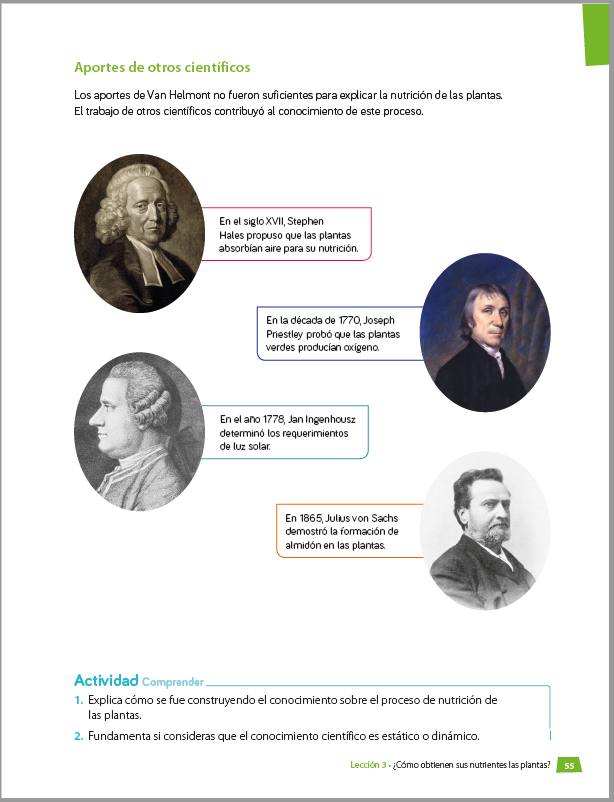 Aportes de otros científicos
Los aportes de Van Helmont no fueron suficientes para explicar la nutrición de las plantas.
El trabajo de otros científicos contribuyó al conocimiento de este proceso.
En el siglo XVII, Stephen
Hales propuso que las plantas
absorbían aire para su nutrición.
En la década de 1770, Joseph
Priestley probó que las plantas
verdes producían oxígeno.
En el año 1778, Jan Ingenhousz
determinó los requerimientos
de luz solar.
En 1865, Julius von Sachs
demostró la formación de
almidón en las plantas.
Actividad Comprender
1. Explica cómo se fue construyendo el conocimiento sobre el proceso de nutrición de
las plantas.
2. Fundamenta si consideras que el conocimiento científico es estático o dinámico.
Lección 3 • ¿Cómo obtienen sus nutrientes las plantas? 55